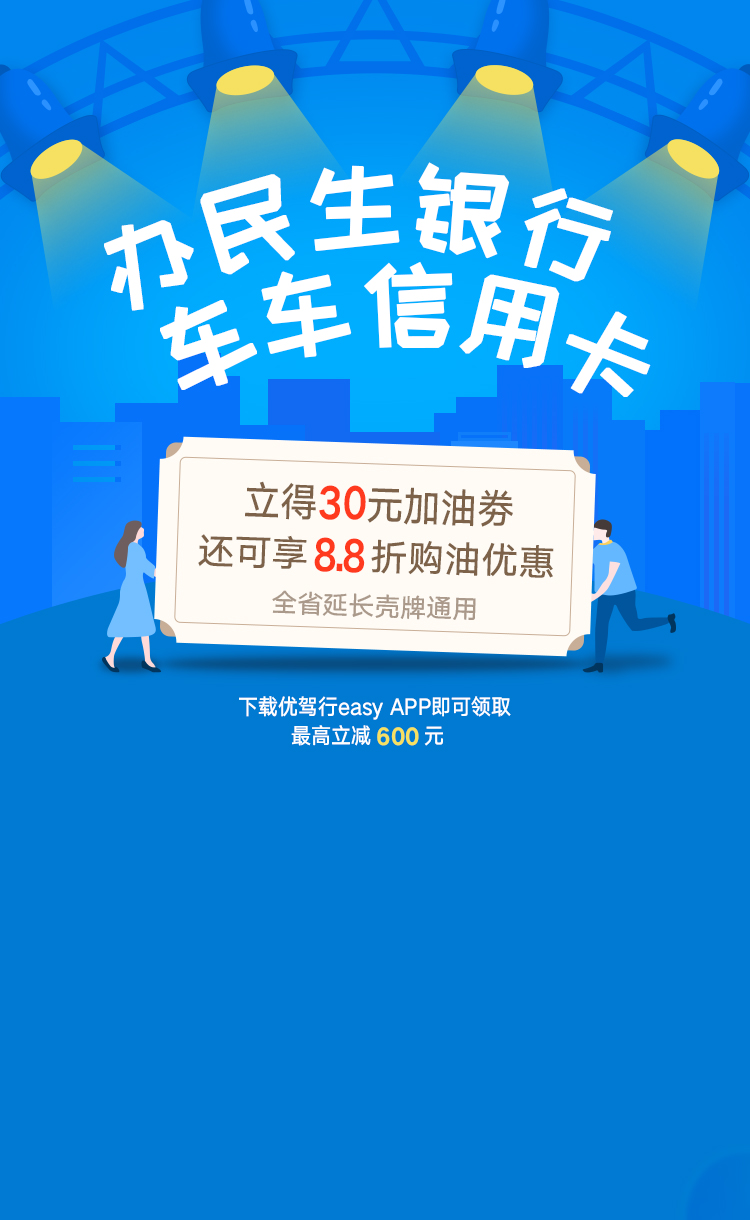 办民生银行
车车信用卡
立得30元加油劵
还可享8.8折购油优惠
全省延长壳牌通用
下载优驾行easy APP即可领取
最高立减 600 元